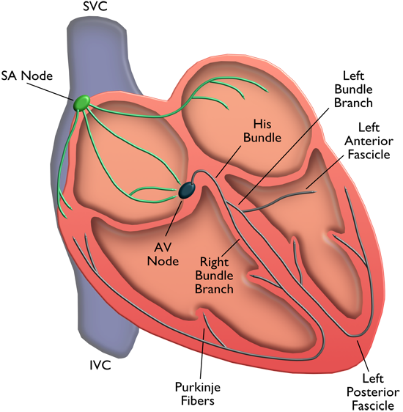 SVC
SA Node
Left
Bundle
Branch
His
Bundle
Left
Anterior
Fascicle
AV
Node
Right
Bundle
Branch
IVC
Purkinje
Fibers
Left
Posterior
Fascicle